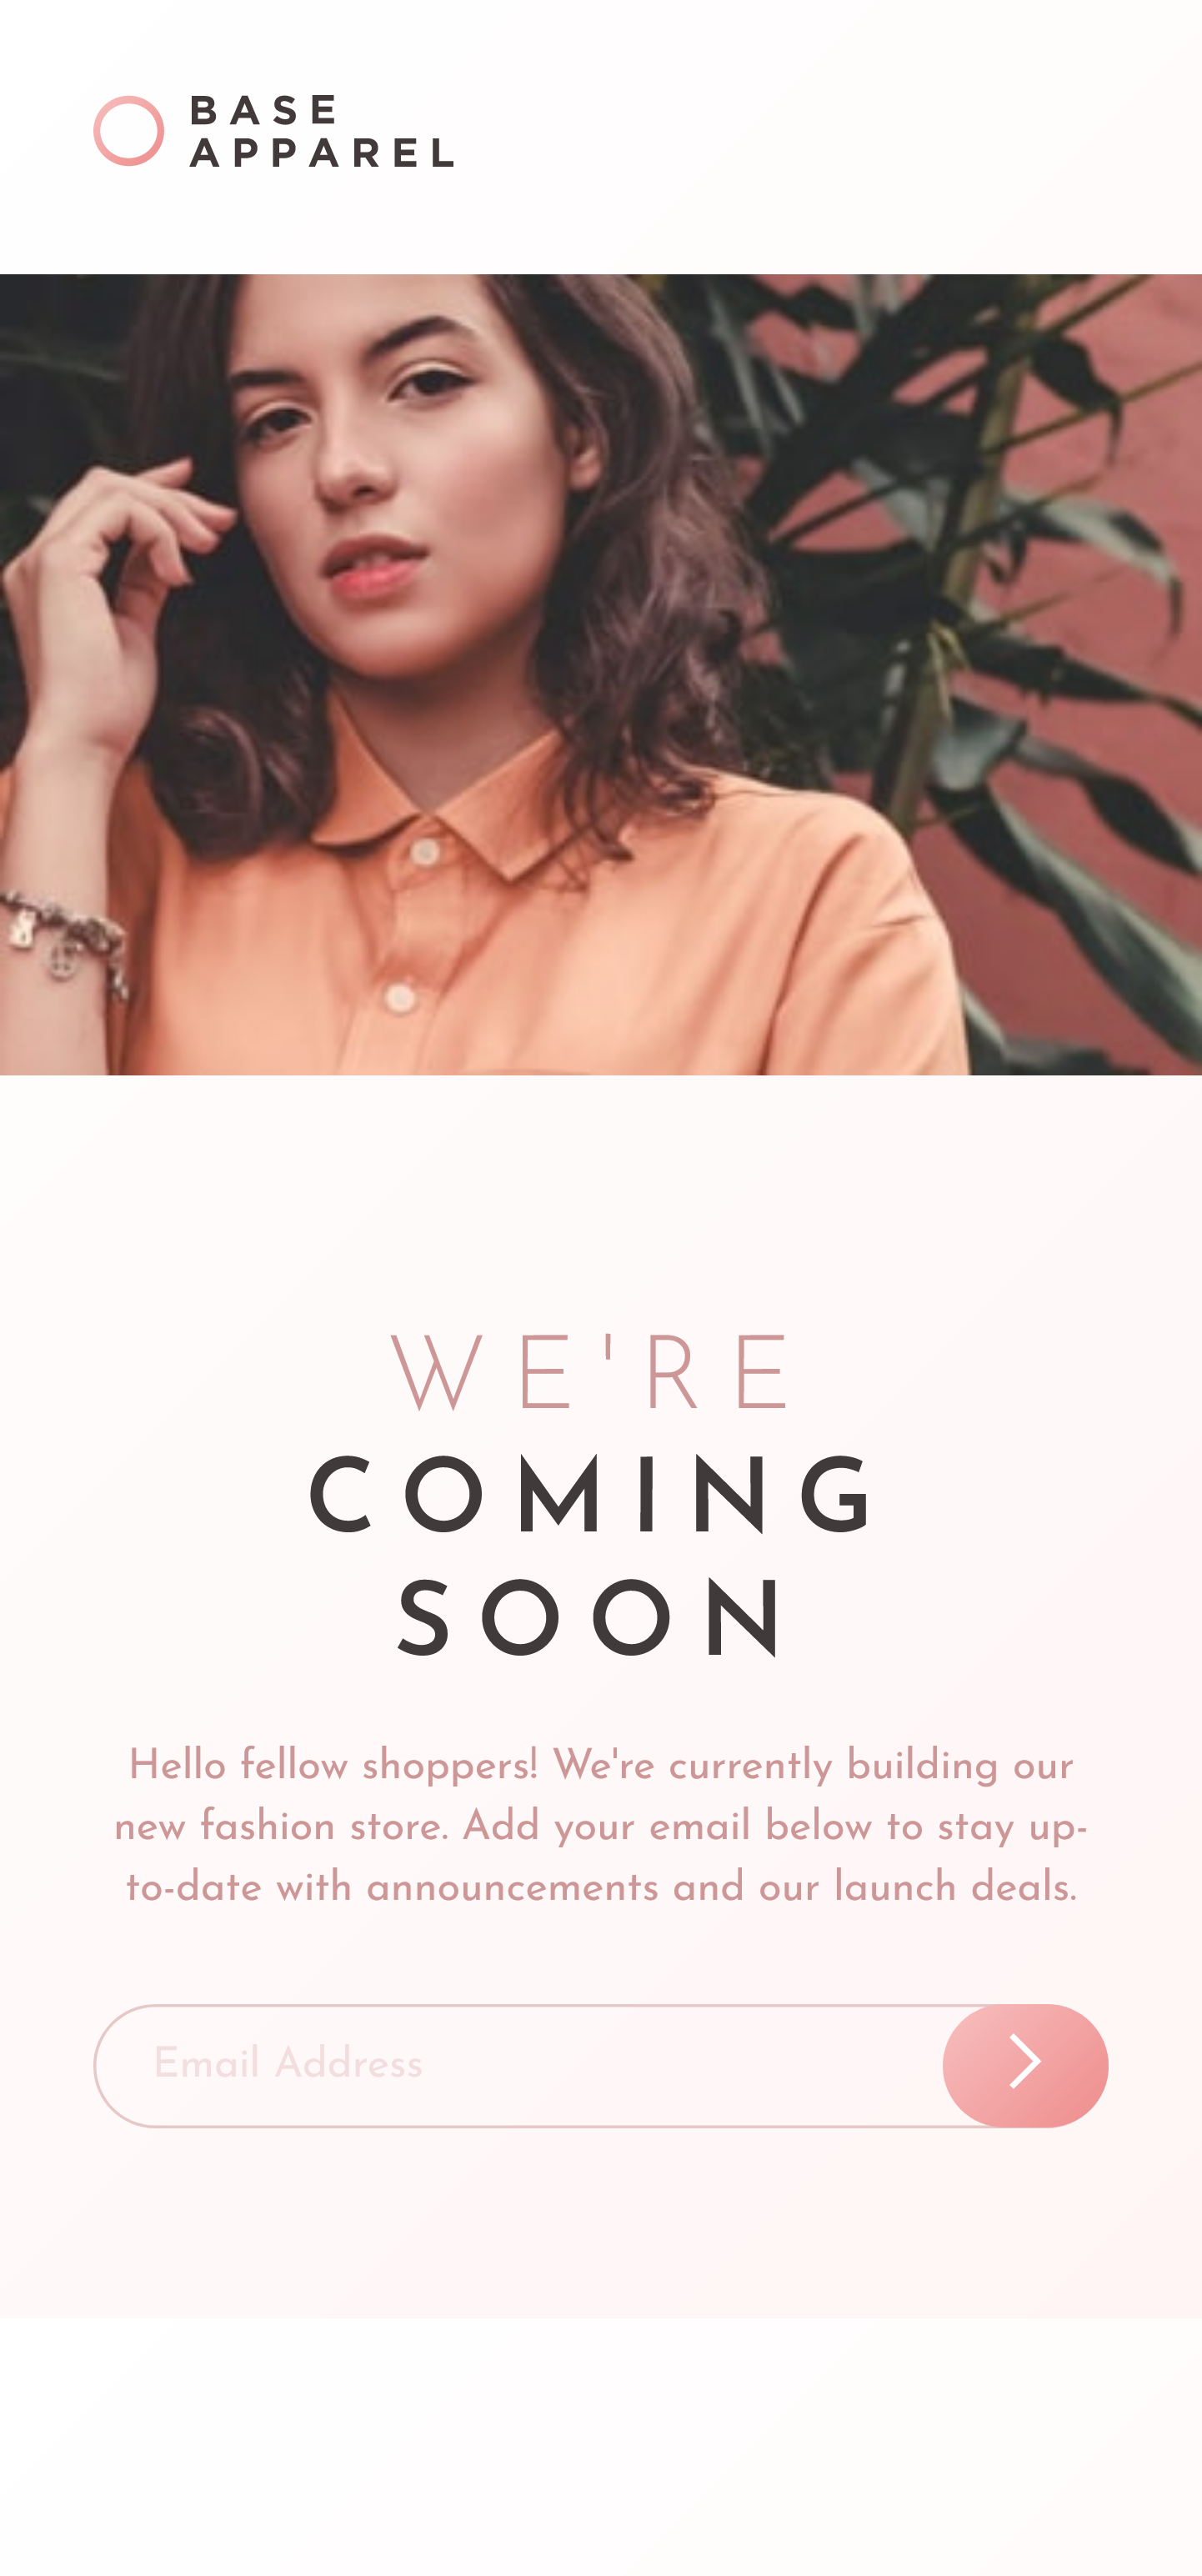 BASE
APPAREL
WE'RE
COMING
SOON
Hello fellow shoppers! We're currently building our
new fashion store. Add your email below to stay up-
to-date with announcements and our launch deals.
Email Address